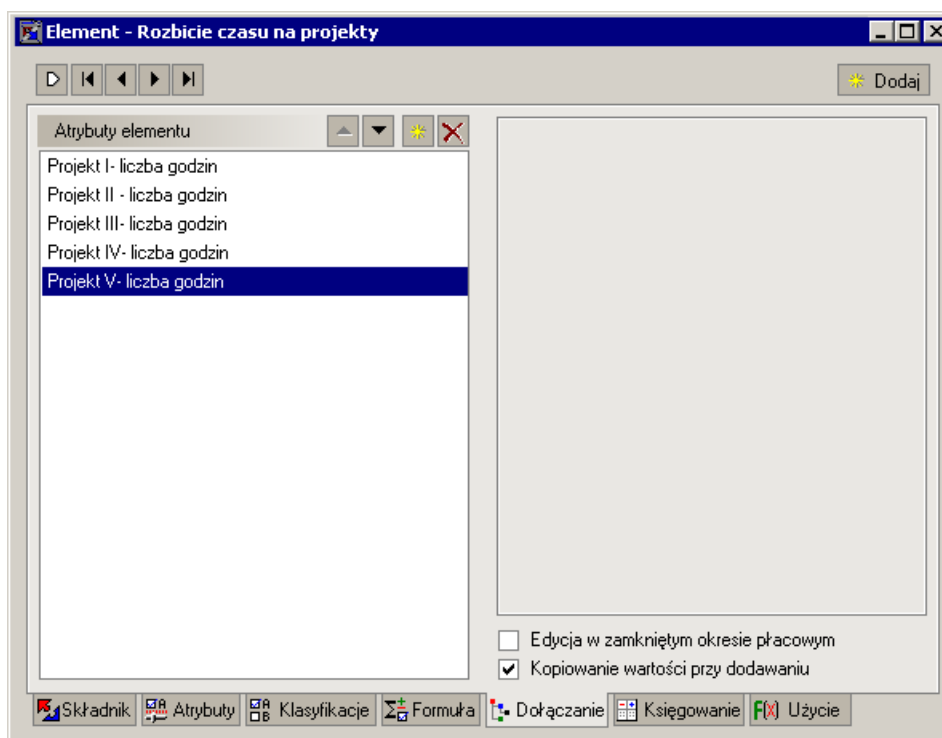 Element - Rozbicie czasu na projekty
Dodaj
Atrybuty elementu
Projekt I- liczba godzin
Projekt II - liczba godzin
Projekt III- liczba godzin
Projekt IV- liczba godzin
Projekt V- liczba godzin
Edycja w zamkniętym okresie płacowym
Kopiowanie wartości przy dodawaniu
Składnik Atrybuty Klasyfikacje Formuła Dołączanie Księgowanie F(X) Użycie